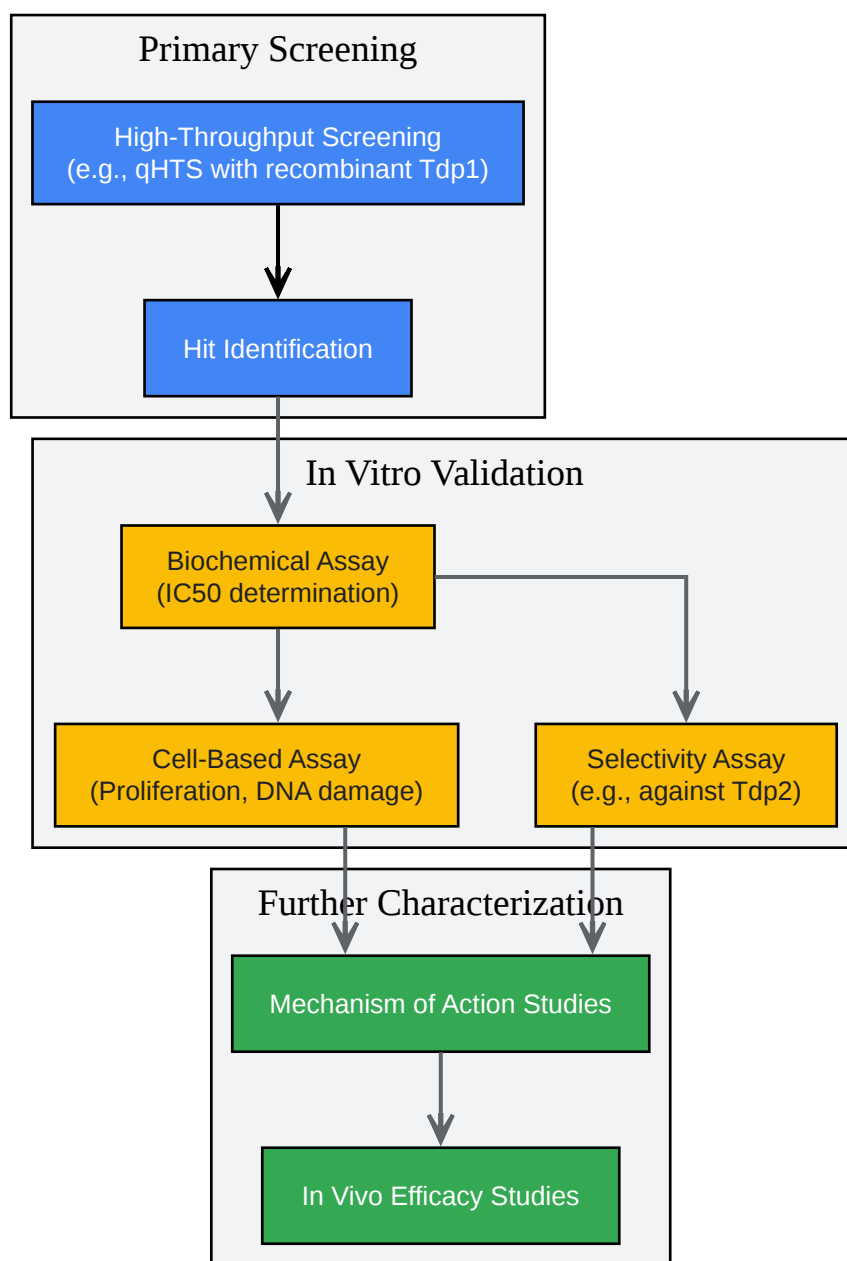 Primary Screening
High-Throughput Screening
(e.g., qHTS with recombinant Tdp1)
Hit Identification
In Vitro Validation
Biochemical Assay
(IC50 determination)
Cell-Based Assay
(Proliferation, DNA damage)
Selectivity Assay
(e.g., against Tdp2)
Further Characterization
Mechanism of Action Studies
In Vivo Efficacy Studies